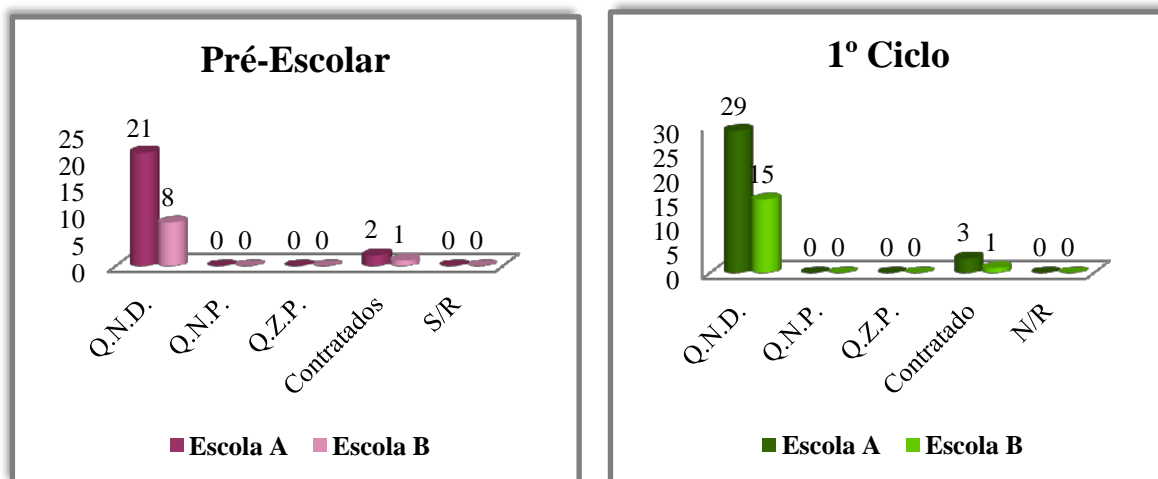 Pré-Escolar
25
20
15
10
5
0
21
8
0 0
0 0
2
1
0 0
Q.N.D.
Q.N.P.
Q.Z.P.
Contratados
S/R
Escola A Escola B
1º Ciclo
30
25
20
15
10
5
0
29
15
0 0
0 0
3
1
0 0
Q.N.D.
Q.N.P.
Q.Z.P.
Contratado
N/R
Escola A Escola B